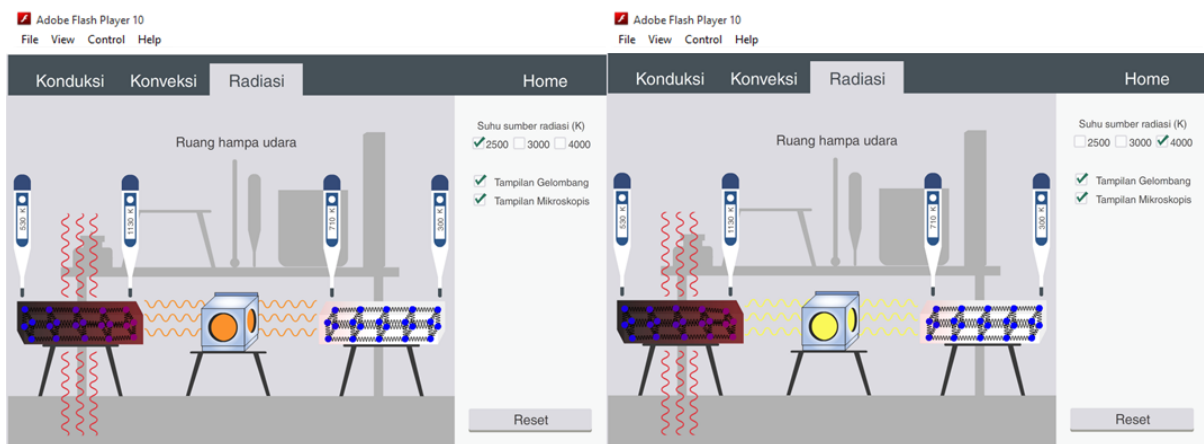 Adobe Flash Player 10
File View Control Help
Konduksi Konveksi Radiasi Home
Ruang hampa udara
Suhu sumber radiasi (K)
2500 3000 4000
Tampilan Gelombang
Tampilan Mikroskopis
530 K
1130 K
710 K
300 K
Reset
Adobe Flash Player 10
File View Control Help
Konduksi Konveksi Radiasi Home
Ruang hampa udara
Suhu sumber radiasi (K)
2500 3000 4000
Tampilan Gelombang
Tampilan Mikroskopis
530 K
1130 K
710 K
300 K
Reset